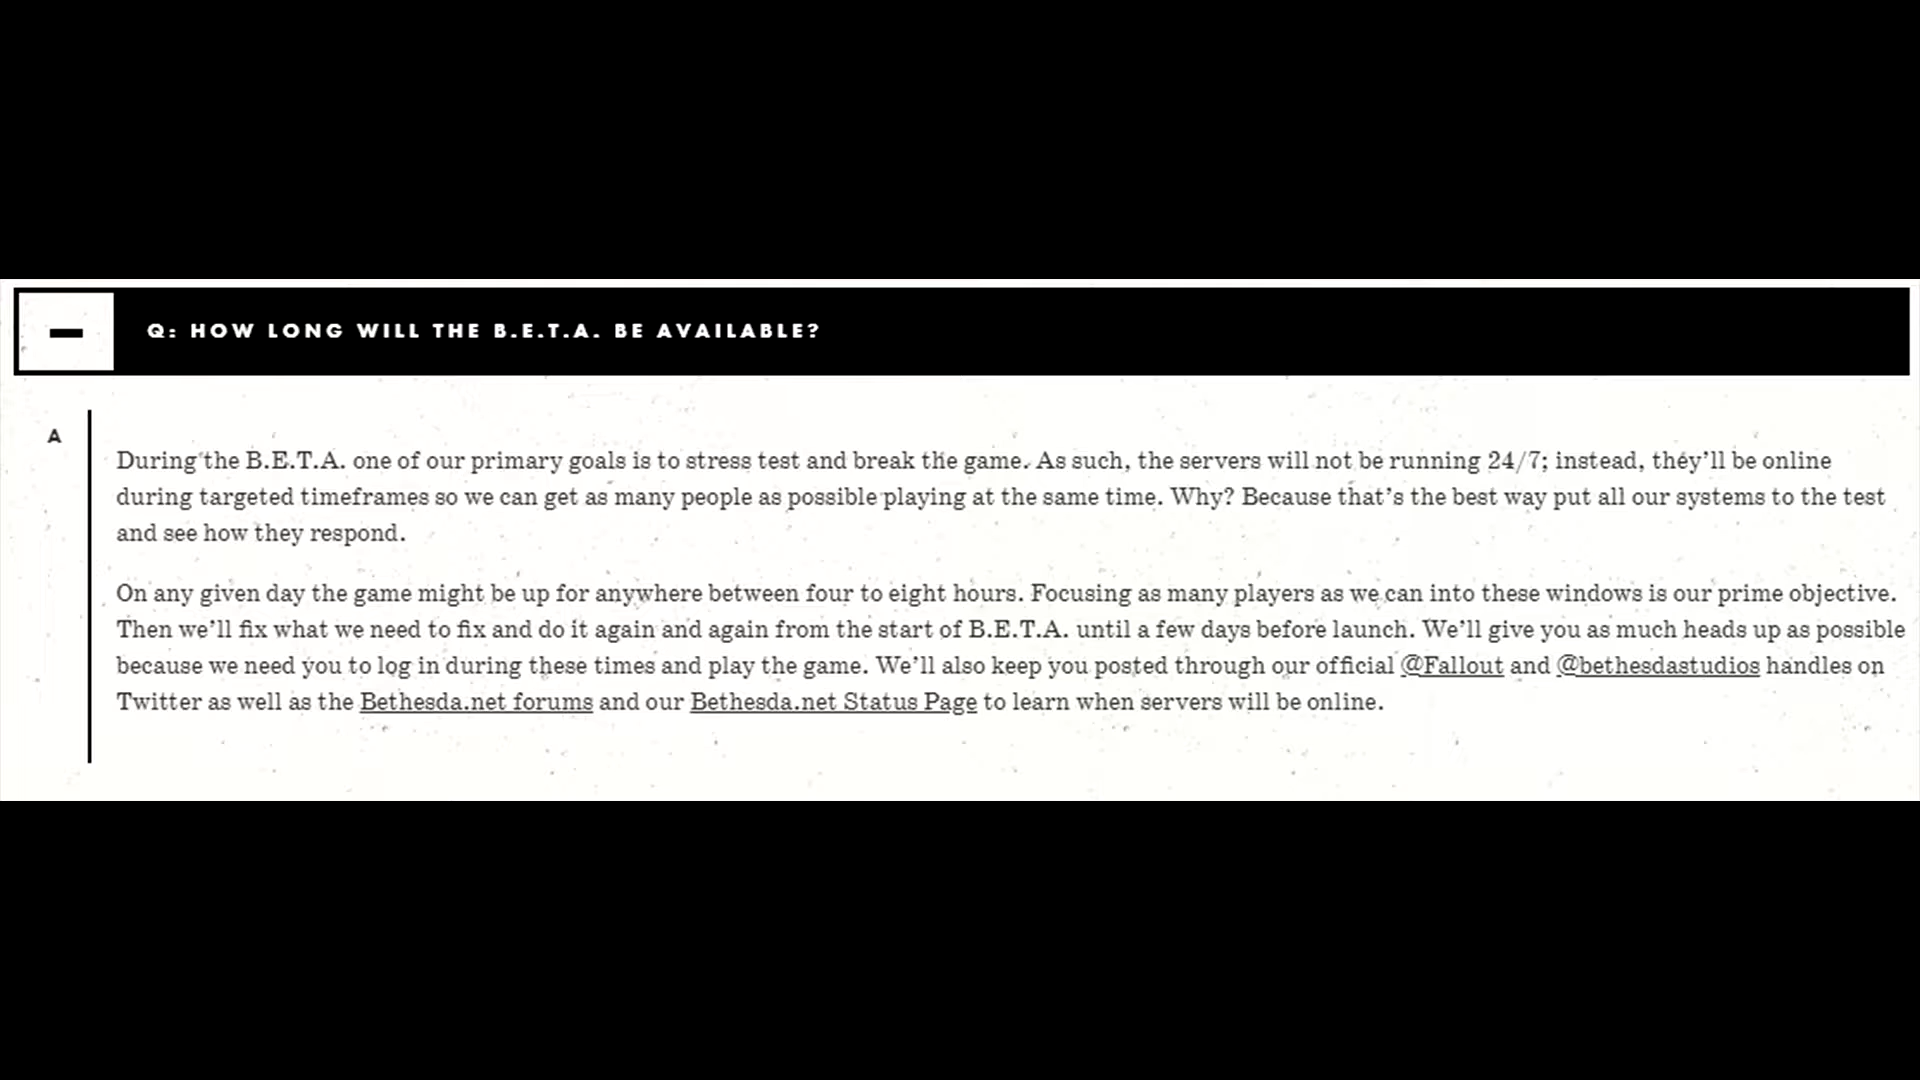 Q: HOW LONG WILL THE B.E.T.A. BE AVAILABLE?
A
During the B.E.T.A. one of our primary goals is to stress test and break the game. As such, the servers will not be running 24/7; instead, they'll be online
during targeted timeframes so we can get as many people as possible playing at the same time. Why? Because that's the best way put all our systems to the test
and see how they respond.
On any given day the game might be up for anywhere between four to eight hours. Focusing as many players as we can into these windows is our prime objective.
Then we'll fix what we need to fix and do it again and again from the start of B.E.T.A. until a few days before launch. We'll give you as much heads up as possible
because we need you to log in during these times and play the game. We'll also keep you posted through our official @Fallout and @bethesdastudios handles on
Twitter as well as the Bethesda.net forums and our Bethesda.net Status Page to learn when servers will be online.